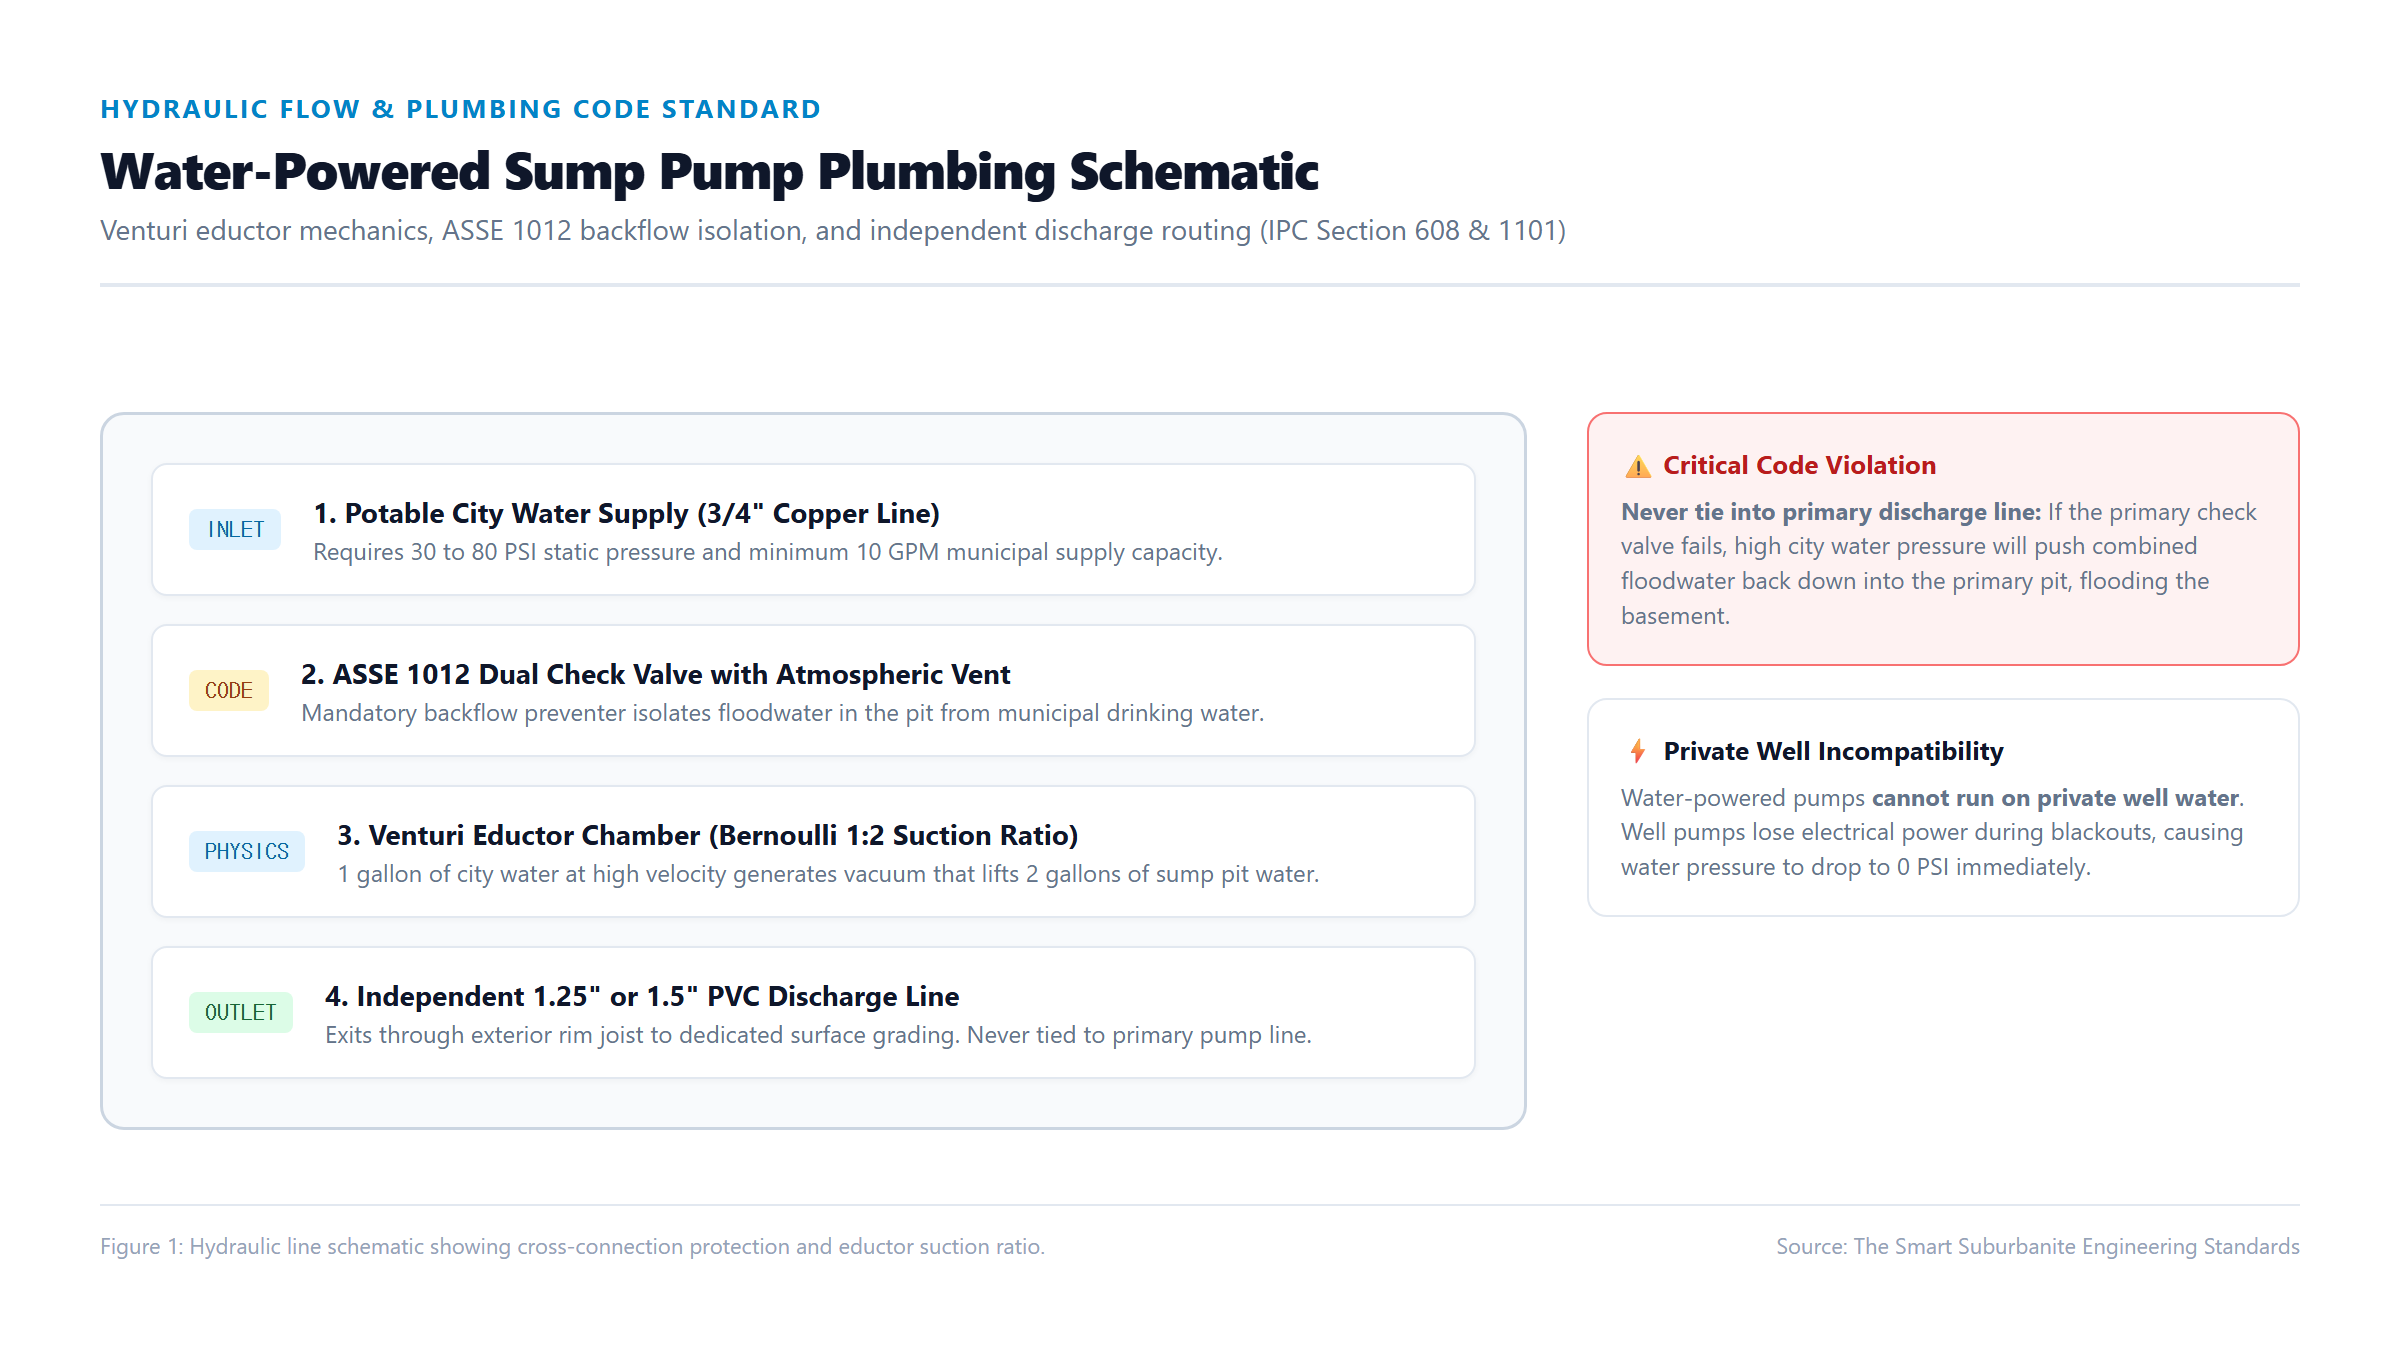 HYDRAULIC FLOW & PLUMBING CODE STANDARD
Water-Powered Sump Pump Plumbing Schematic
Venturi eductor mechanics, ASSE 1012 backflow isolation, and independent discharge routing (IPC Section 608 & 1101)
INLET
1. Potable City Water Supply (3/4" Copper Line)
Requires 30 to 80 PSI static pressure and minimum 10 GPM municipal supply capacity.
CODE
2. ASSE 1012 Dual Check Valve with Atmospheric Vent
Mandatory backflow preventer isolates floodwater in the pit from municipal drinking water.
PHYSICS
3. Venturi Eductor Chamber (Bernoulli 1:2 Suction Ratio)
1 gallon of city water at high velocity generates vacuum that lifts 2 gallons of sump pit water.
OUTLET
4. Independent 1.25" or 1.5" PVC Discharge Line
Exits through exterior rim joist to dedicated surface grading. Never tied to primary pump line.
⚠️ Critical Code Violation
Never tie into primary discharge line: If the primary check
valve fails, high city water pressure will push combined
floodwater back down into the primary pit, flooding the
basement.
⚡ Private Well Incompatibility
Water-powered pumps cannot run on private well water.
Well pumps lose electrical power during blackouts, causing
water pressure to drop to 0 PSI immediately.
Figure 1: Hydraulic line schematic showing cross-connection protection and eductor suction ratio.
Source: The Smart Suburbanite Engineering Standards